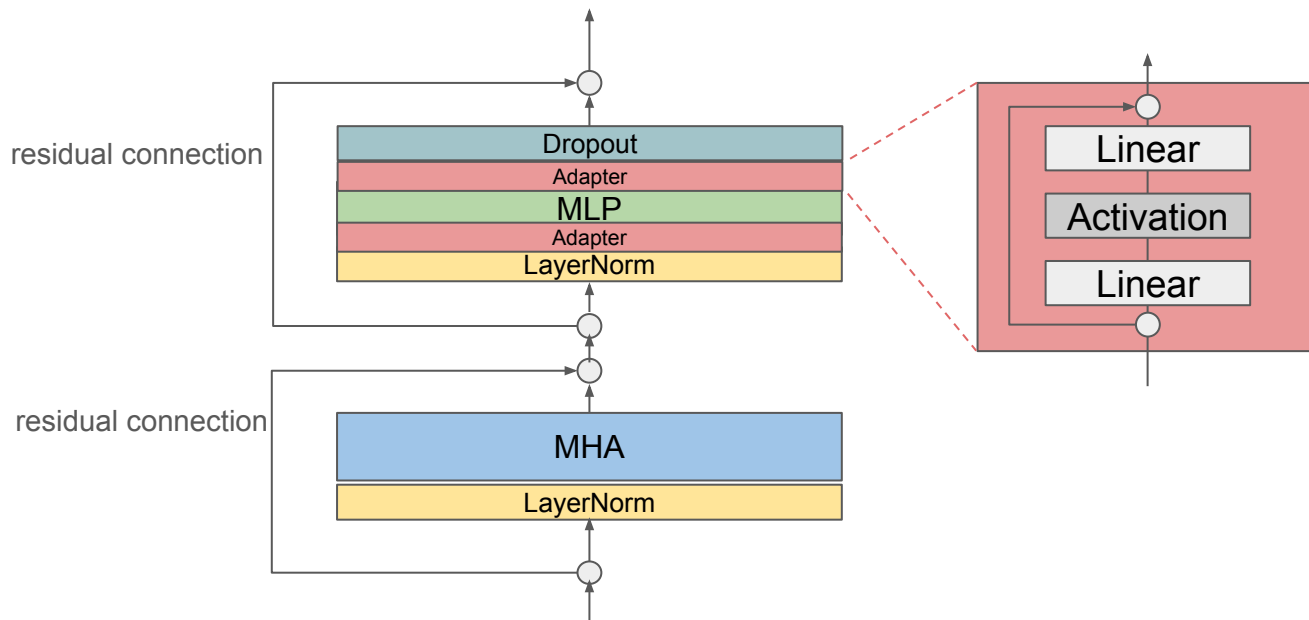 residual connection
Dropout
Adapter
MLP
Adapter
LayerNorm
residual connection
MHA
LayerNorm
Linear
Activation
Linear